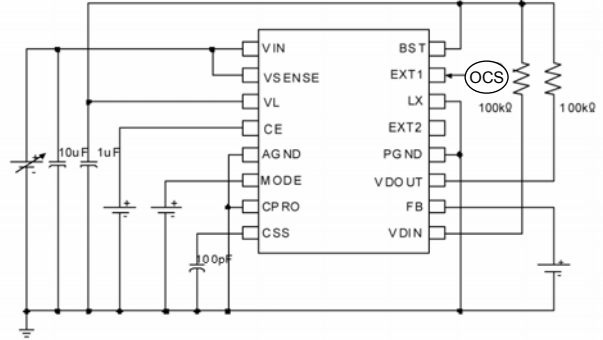 VIN BST
VSENSE EXT1 OCS
VL LX 100kΩ 100kΩ
CE EXT2
10uF 1uF
AGND PGND
MODE VDOUT
CPRO FB
CSS VDIN
100pF